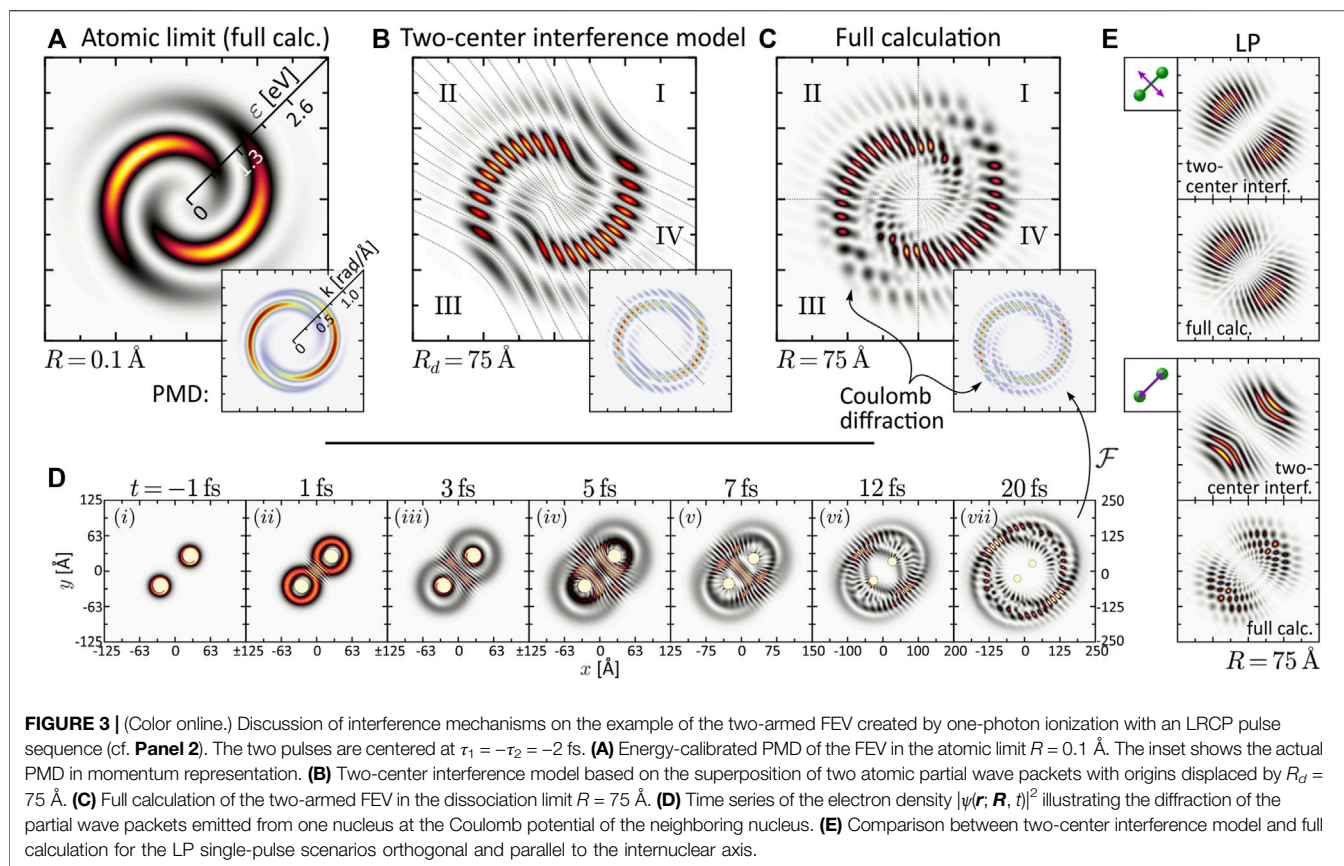 A Atomic limit (full calc.)
ε [eV]
2.6
1.3
0
R = 0.1 Å
PMD:
k [rad/Å]
1.0
0.5
0
B Two-center interference model
II
I
IV
III
R_d = 75 Å
C Full calculation
II
I
IV
III
R = 75 Å
Coulomb
diffraction
ℱ
D
t = −1 fs
1 fs
3 fs
5 fs
7 fs
12 fs
20 fs
(i)
(ii)
(iii)
(iv)
(v)
(vi)
(vii)
125
63
0
-63
-125
y [Å]
250
125
0
-125
-250
-125 -63 0 63 ±125 -63 0 63 ±125 -63 0 63 ±125 -63 0 63 ±125 -75 0 75 150 -100 0 100 200 -125 0 125 250
x [Å]
E LP
two-
center interf.
full calc.
two-
center interf.
full calc.
R = 75 Å
FIGURE 3 | (Color online.) Discussion of interference mechanisms on the example of the two-armed FEV created by one-photon ionization with an LRCP pulse
sequence (cf. Panel 2). The two pulses are centered at τ₁ = −τ₂ = −2 fs. (A) Energy-calibrated PMD of the FEV in the atomic limit R = 0.1 Å. The inset shows the actual
PMD in momentum representation. (B) Two-center interference model based on the superposition of two atomic partial wave packets with origins displaced by R_d =
75 Å. (C) Full calculation of the two-armed FEV in the dissociation limit R = 75 Å. (D) Time series of the electron density |ψ(r; R, t)|² illustrating the diffraction of the
partial wave packets emitted from one nucleus at the Coulomb potential of the neighboring nucleus. (E) Comparison between two-center interference model and full
calculation for the LP single-pulse scenarios orthogonal and parallel to the internuclear axis.